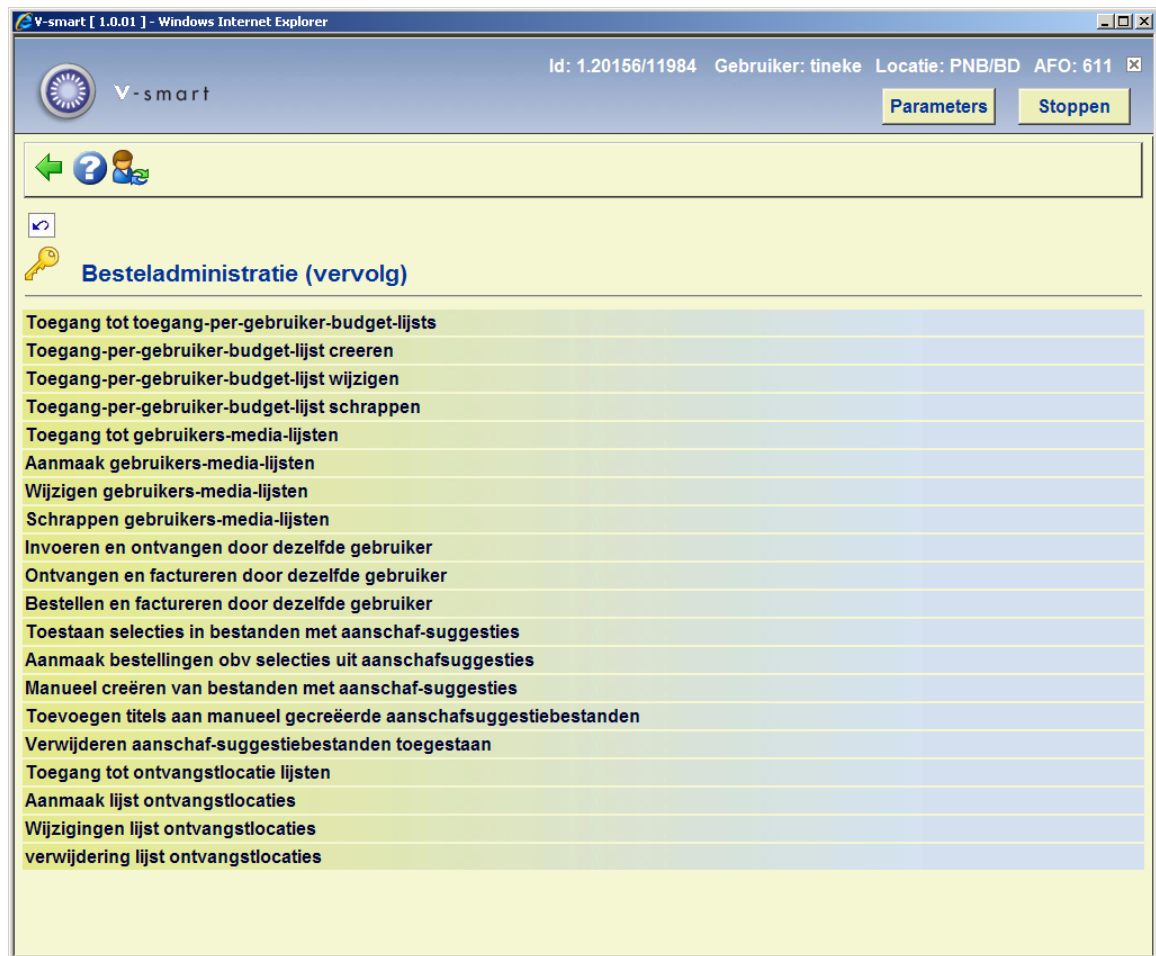 V-smart [ 1.0.01 ] - Windows Internet Explorer
Id: 1.20156/11984 Gebruiker: tineke Locatie: PNB/BD AFO: 611
V-smart
Parameters Stoppen
Besteladministratie (vervolg)
Toegang tot toegang-per-gebruiker-budget-lijsts
Toegang-per-gebruiker-budget-lijst creeren
Toegang-per-gebruiker-budget-lijst wijzigen
Toegang-per-gebruiker-budget-lijst schrappen
Toegang tot gebruikers-media-lijsten
Aanmaak gebruikers-media-lijsten
Wijzigen gebruikers-media-lijsten
Schrappen gebruikers-media-lijsten
Invoeren en ontvangen door dezelfde gebruiker
Ontvangen en factureren door dezelfde gebruiker
Bestellen en factureren door dezelfde gebruiker
Toestaan selecties in bestanden met aanschaf-suggesties
Aanmaak bestellingen obv selecties uit aanschafsuggesties
Manueel creëren van bestanden met aanschaf-suggesties
Toevoegen titels aan manueel gecreëerde aanschafsuggestiebestanden
Verwijderen aanschaf-suggestiebestanden toegestaan
Toegang tot ontvangstlocatie lijsten
Aanmaak lijst ontvangstlocaties
Wijzigingen lijst ontvangstlocaties
verwijdering lijst ontvangstlocaties